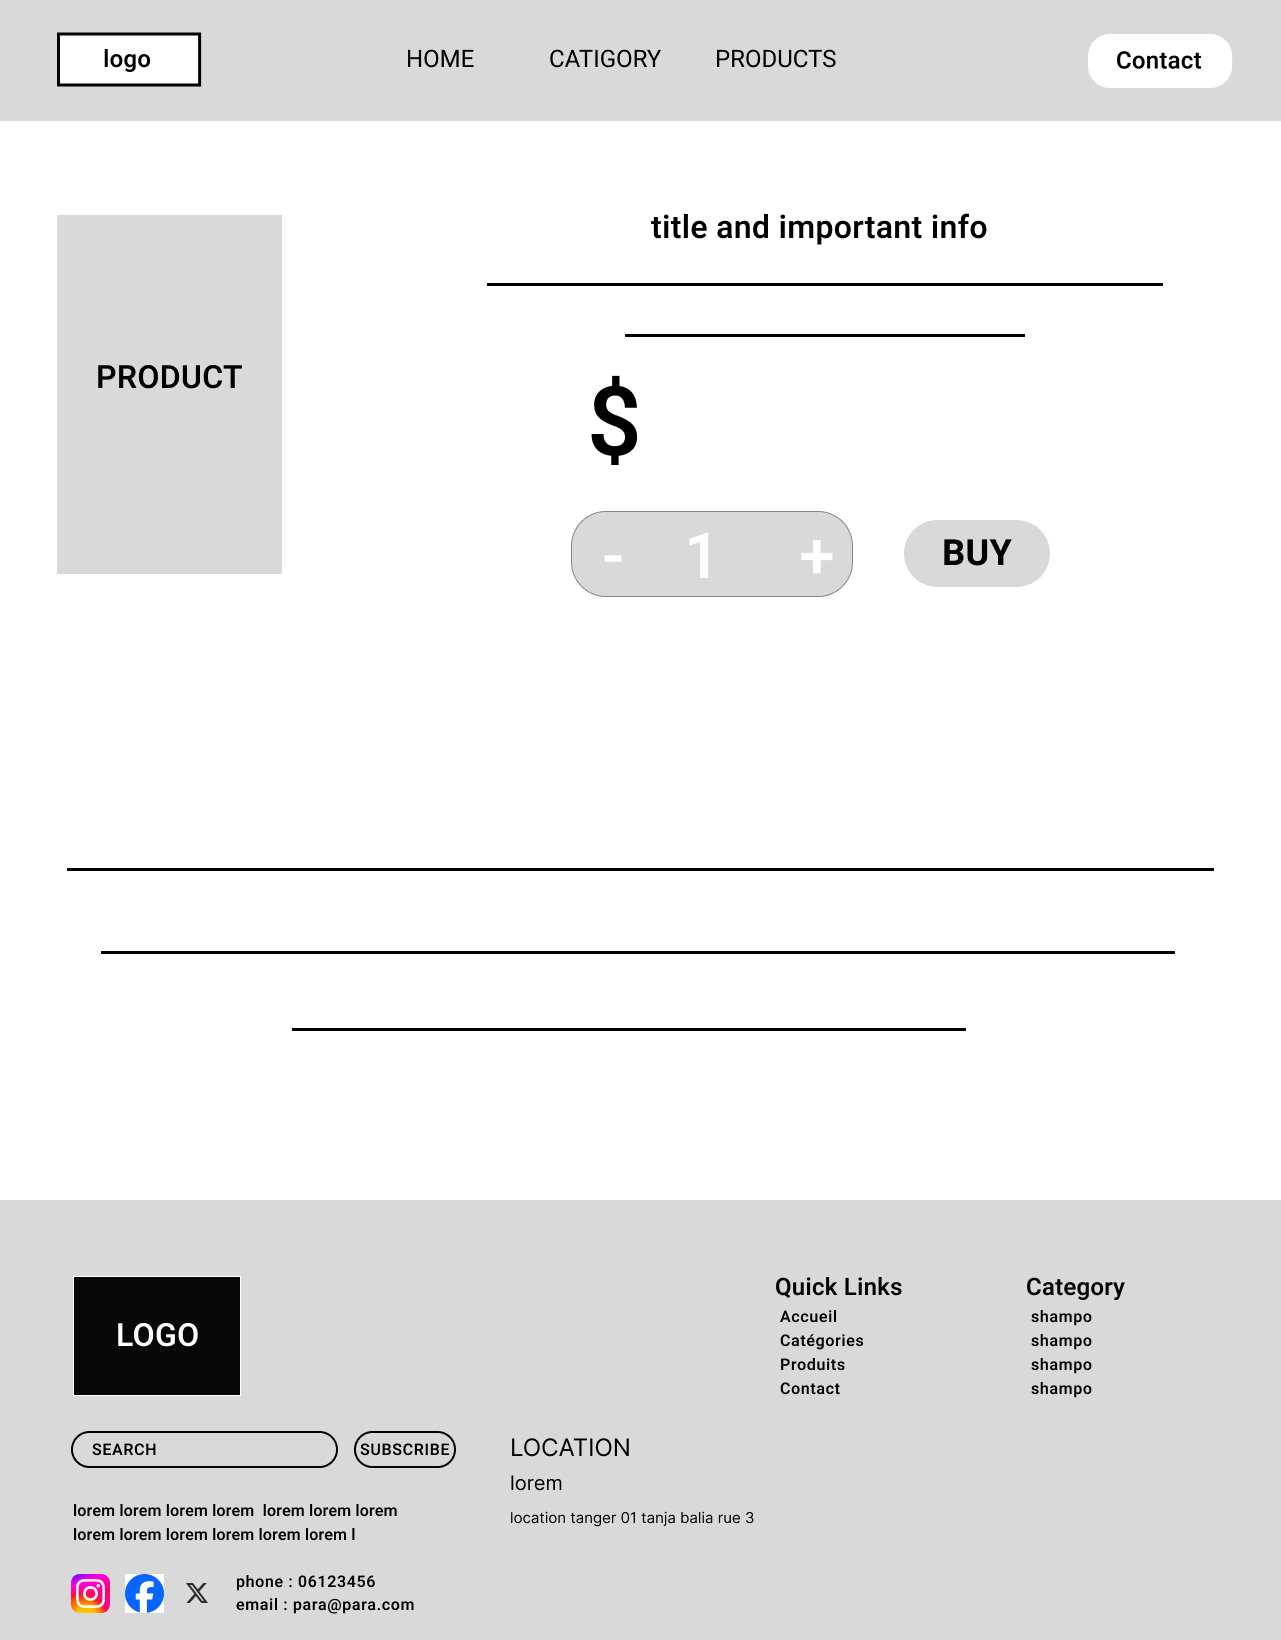 logo
HOME
CATIGORY
PRODUCTS
Contact
title and important info
PRODUCT
$
- 1 +
BUY
LOGO
Quick Links
Accueil
Catégories
Produits
Contact
Category
shampo
shampo
shampo
shampo
SEARCH
SUBSCRIBE
LOCATION
lorem
location tanger 01 tanja balia rue 3
lorem lorem lorem lorem  lorem lorem lorem
lorem lorem lorem lorem lorem lorem l
phone : 06123456
email : para@para.com